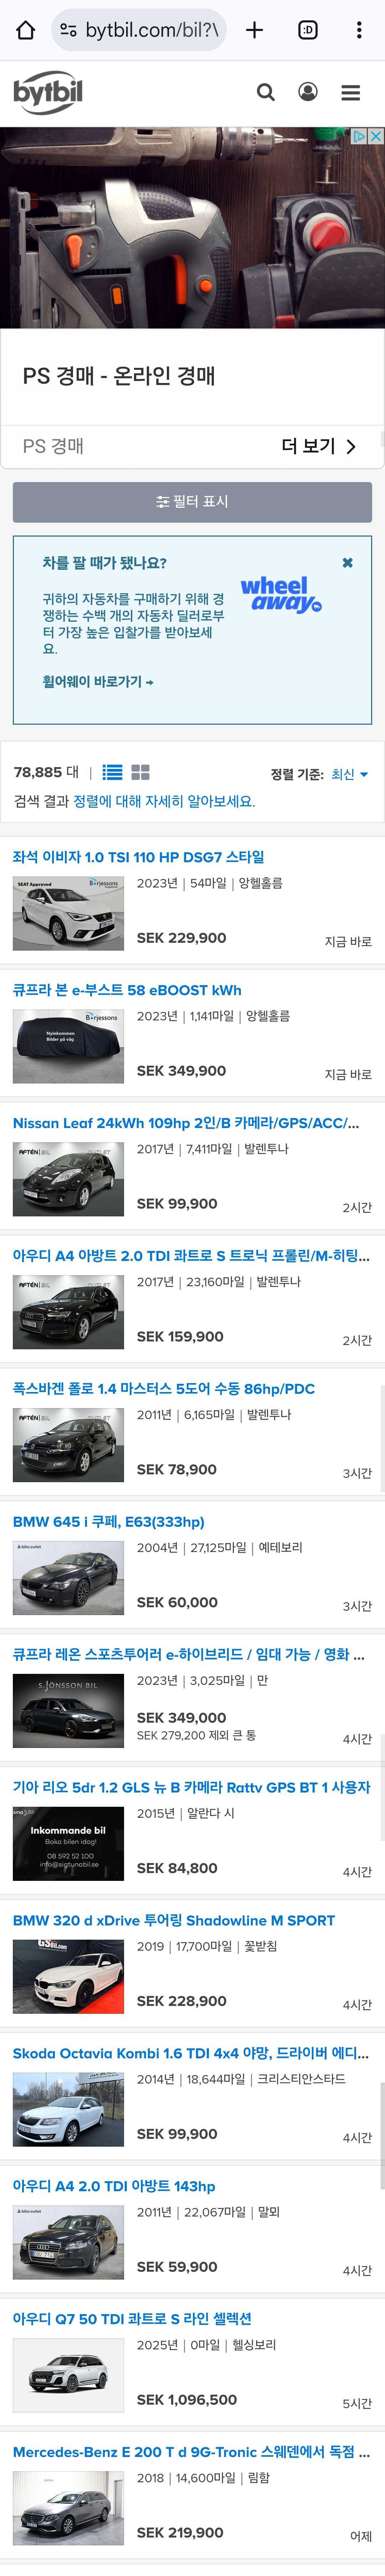 bytbil.com/bil?V
:D
bytbil
PS 경매 - 온라인 경매
PS 경매
더 보기
필터 표시
차를 팔 때가 됐나요?
wheel
away
귀하의 자동차를 구매하기 위해 경
쟁하는 수백 개의 자동차 딜러로부
터 가장 높은 입찰가를 받아보세
요.
휠어웨이 바로가기 →
78,885 대 |
정렬 기준: 최신
검색 결과 정렬에 대해 자세히 알아보세요.
좌석 이비자 1.0 TSI 110 HP DSG7 스타일
SEAT Approved
Börjessons
2023년 | 54마일 | 앙헬홀름
SEK 229,900
지금 바로
큐프라 본 e-부스트 58 eBOOST kWh
Börjessons
Nyinkommen
Bilder på väg
2023년 | 1,141마일 | 앙헬홀름
SEK 349,900
지금 바로
Nissan Leaf 24kWh 109hp 2인/B 카메라/GPS/ACC/...
AFTÉN BIL
OUTLET
2017년 | 7,411마일 | 발렌투나
SEK 99,900
2시간
아우디 A4 아방트 2.0 TDI 콰트로 S 트로닉 프롤린/M-히팅...
AFTÉN BIL
OUTLET
2017년 | 23,160마일 | 발렌투나
SEK 159,900
2시간
폭스바겐 폴로 1.4 마스터스 5도어 수동 86hp/PDC
AFTÉN BIL
OUTLET
2011년 | 6,165마일 | 발렌투나
SEK 78,900
3시간
BMW 645 i 쿠페, E63(333hp)
bilia outlet
2004년 | 27,125마일 | 예테보리
SEK 60,000
3시간
큐프라 레온 스포츠투어러 e-하이브리드 / 임대 가능 / 영화 ...
S.JÖNSSON BIL
2023년 | 3,025마일 | 만
SEK 349,000
SEK 279,200 제외 큰 통
4시간
기아 리오 5dr 1.2 GLS 뉴 B 카메라 Rattv GPS BT 1 사용자
Inkommande bil
Boka bilen idag!
08 592 52 100
info@sigtunabil.se
2015년 | 알란다 시
SEK 84,800
4시간
BMW 320 d xDrive 투어링 Shadowline M SPORT
2019 | 17,700마일 | 꽃받침
SEK 228,900
4시간
Skoda Octavia Kombi 1.6 TDI 4x4 야망, 드라이버 에디...
2014년 | 18,644마일 | 크리스티안스타드
SEK 99,900
4시간
아우디 A4 2.0 TDI 아방트 143hp
bilia outlet
2011년 | 22,067마일 | 말뫼
SEK 59,900
4시간
아우디 Q7 50 TDI 콰트로 S 라인 셀렉션
2025년 | 0마일 | 헬싱보리
SEK 1,096,500
5시간
Mercedes-Benz E 200 T d 9G-Tronic 스웨덴에서 독점 ...
2018 | 14,600마일 | 림함
SEK 219,900
어제